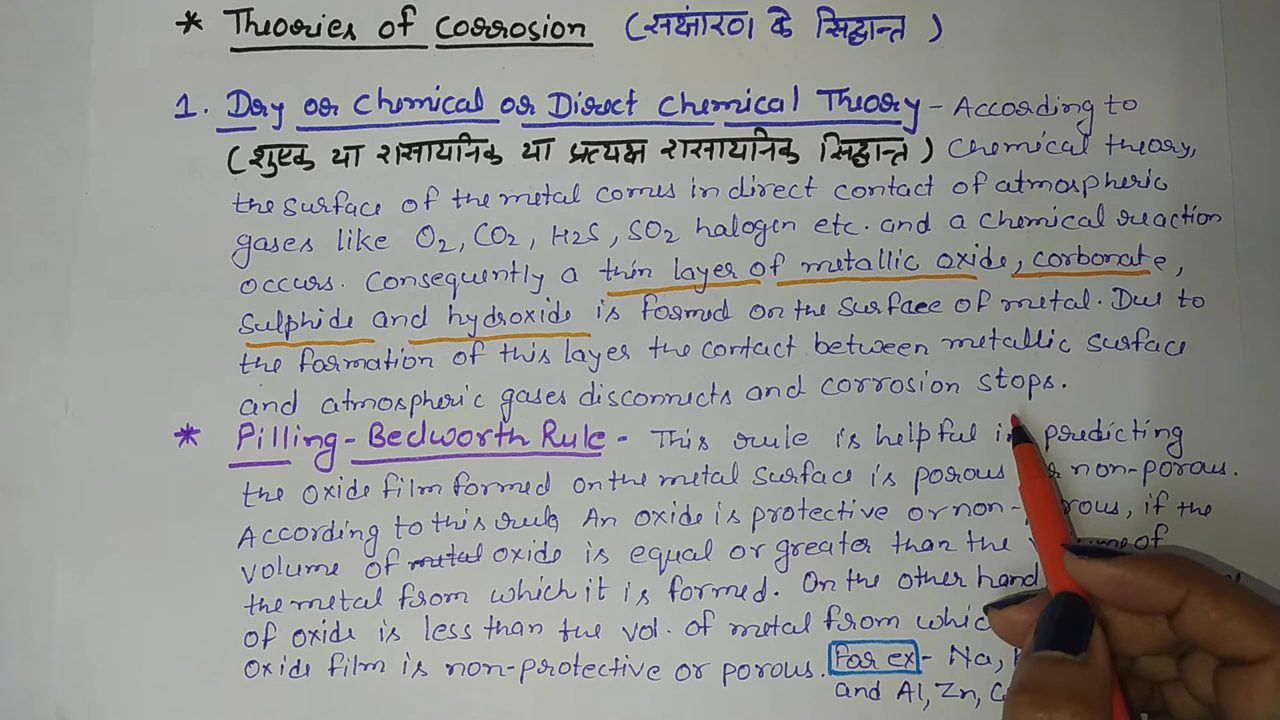 * Theories of Corrosion (संक्षारण के सिद्धान्त)
1. Dry or Chemical or Direct Chemical Theory - According to
(शुष्क या रासायनिक या प्रत्यक्ष रासायनिक सिद्धान्त) Chemical theory,
the surface of the metal comes in direct contact of atmospheric
gases like O2, CO2, H2S, SO2 halogen etc. and a chemical reaction
occurs. Consequently a thin layer of metallic oxide, corbonate,
sulphide and hydroxide is formed on the surface of metal. Due to
the formation of this layer the contact between metallic surface
and atmospheric gases disconnects and corrosion stops.
* Pilling-Bedworth Rule - This rule is helpful in predicting
the oxide film formed on the metal surface is porous non-porous.
According to this rule, An oxide is protective or non-porous, if the
volume of oxide is equal or greater than the of
the metal from which it is formed. On the other hand
of oxide is less than the vol. of metal from
oxide film is non-protective or porous. For ex - Na,
and Al, Zn,